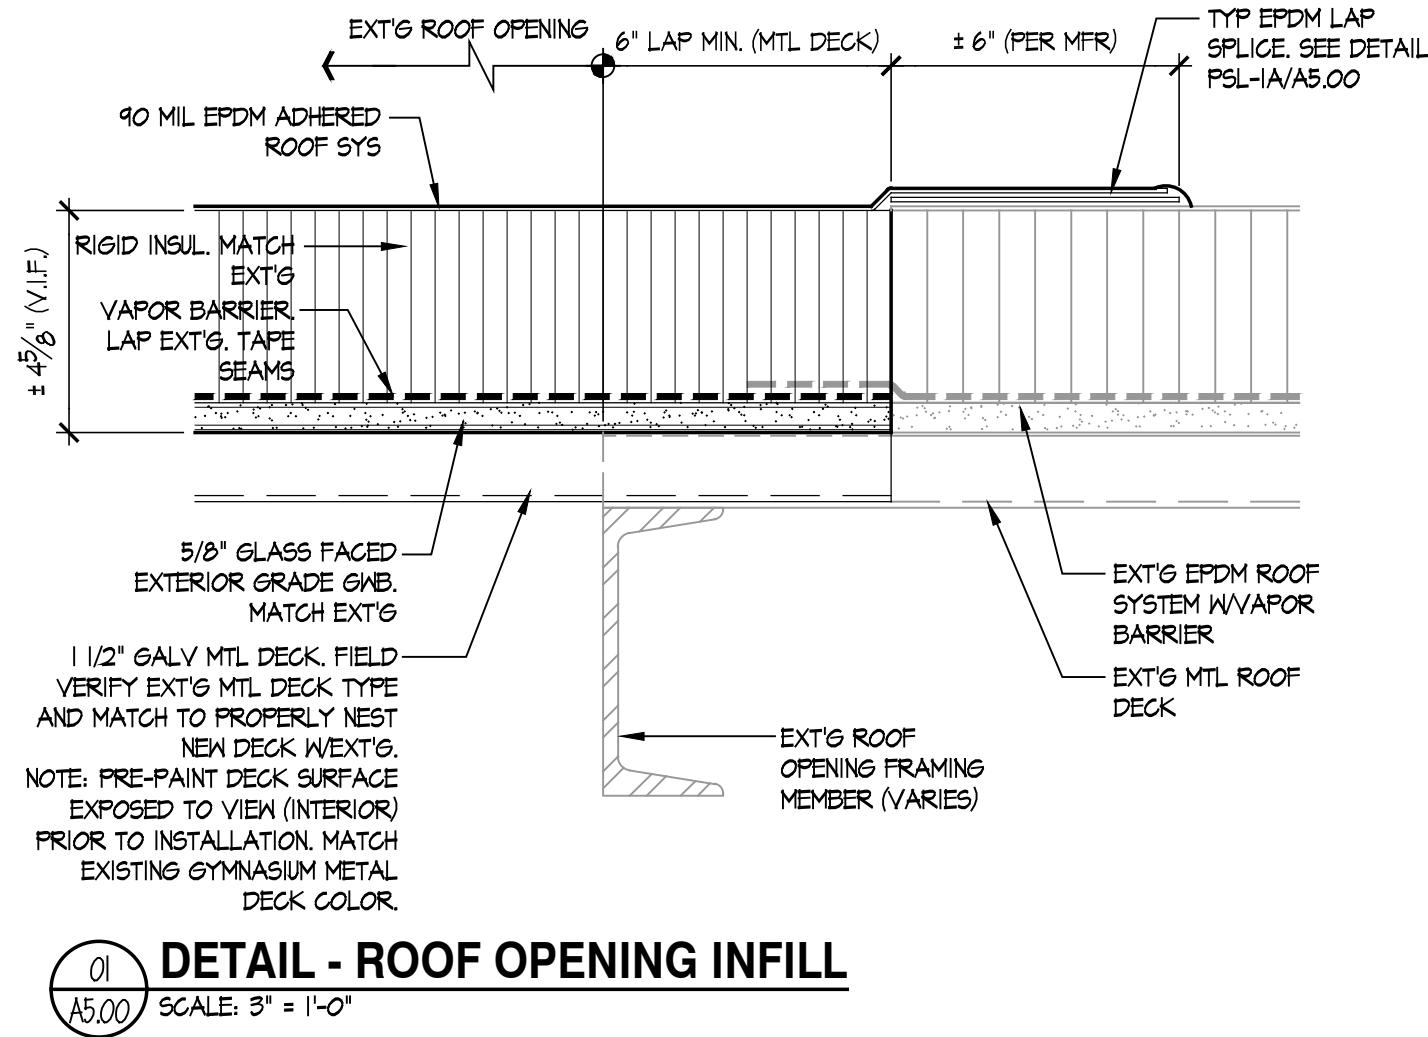 EXT'G ROOF OPENING
6" LAP MIN. (MTL DECK)
± 6" (PER MFR)
TYP EPDM LAP
SPLICE. SEE DETAIL
PSL-1A/A5.00
90 MIL EPDM ADHERED
ROOF SYS
± 4 5/8" (V.I.F.)
RIGID INSUL. MATCH
EXT'G
VAPOR BARRIER.
LAP EXT'G. TAPE
SEAMS
5/8" GLASS FACED
EXTERIOR GRADE GWB.
MATCH EXT'G
1 1/2" GALV MTL DECK. FIELD
VERIFY EXT'G MTL DECK TYPE
AND MATCH TO PROPERLY NEST
NEW DECK W/EXT'G.
NOTE: PRE-PAINT DECK SURFACE
EXPOSED TO VIEW (INTERIOR)
PRIOR TO INSTALLATION. MATCH
EXISTING GYMNASIUM METAL
DECK COLOR.
EXT'G EPDM ROOF
SYSTEM W/VAPOR
BARRIER
EXT'G MTL ROOF
DECK
EXT'G ROOF
OPENING FRAMING
MEMBER (VARIES)
01
A5.00
DETAIL - ROOF OPENING INFILL
SCALE: 3" = 1'-0"